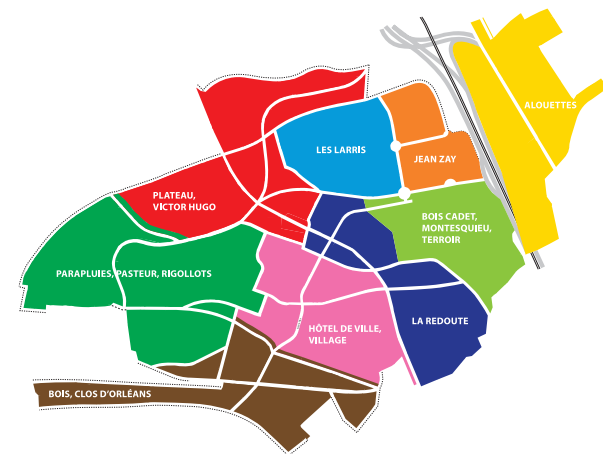 ALOUETTES
LES LARRIS
JEAN ZAY
PLATEAU,
VICTOR HUGO
BOIS CADET,
MONTESQUIEU,
TERROIR
PARAPLUIES, PASTEUR, RIGOLLOTS
LA REDOUTE
HÔTEL DE VILLE,
VILLAGE
BOIS, CLOS D'ORLÉANS